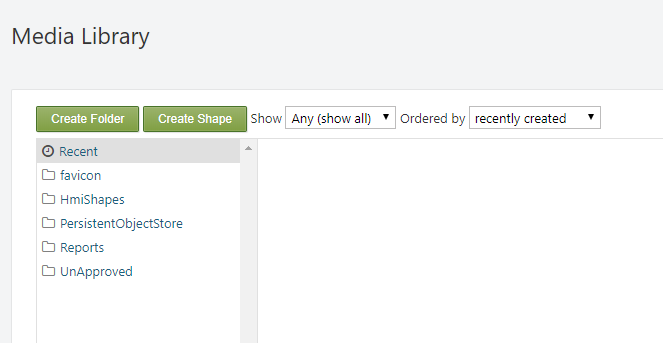 Media Library
Create Folder Create Shape Show Any (show all) Ordered by recently created
Recent
favicon
HmiShapes
PersistentObjectStore
Reports
UnApproved